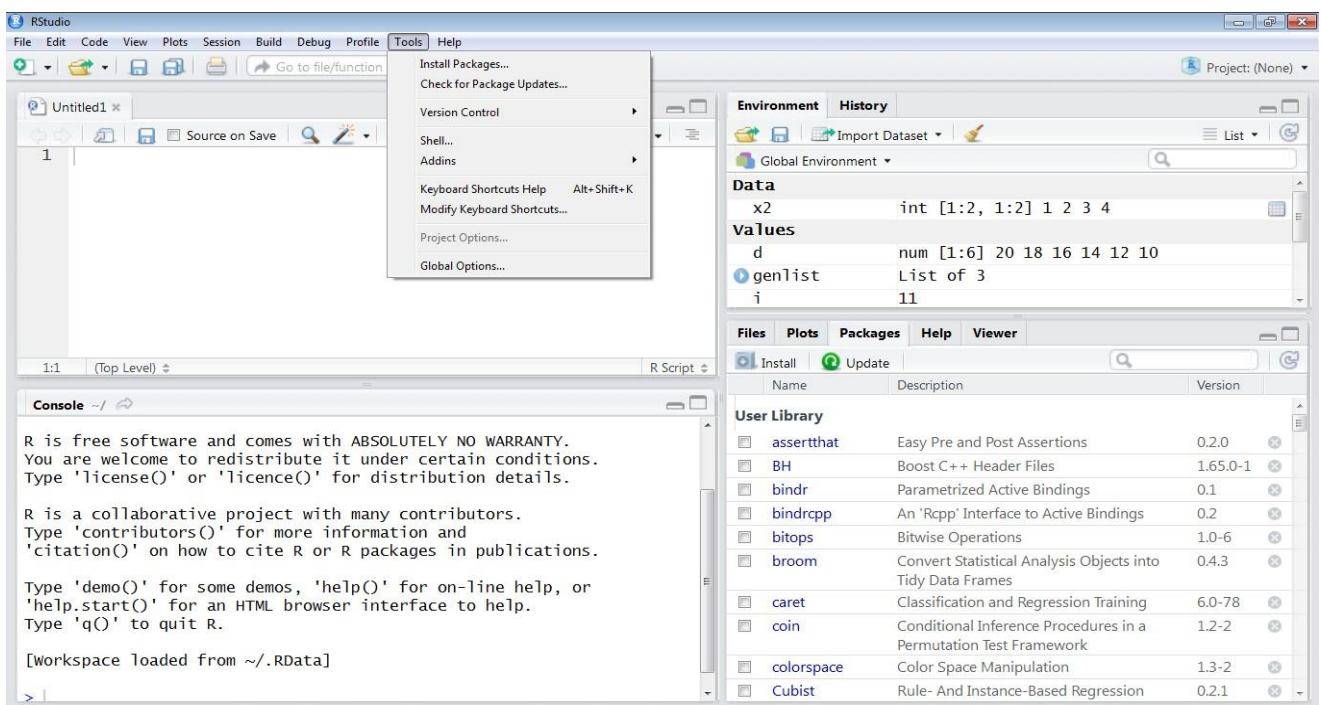 RStudio
File Edit Code View Plots Session Build Debug Profile Tools Help
Go to file/function
Project: (None)
Install Packages...
Check for Package Updates...
Version Control
Shell...
Addins
Keyboard Shortcuts Help Alt+Shift+K
Modify Keyboard Shortcuts...
Project Options...
Global Options...
Untitled1
Source on Save
1
1:1 (Top Level) R Script
Console ~/
R is free software and comes with ABSOLUTELY NO WARRANTY.
You are welcome to redistribute it under certain conditions.
Type 'license()' or 'licence()' for distribution details.
R is a collaborative project with many contributors.
Type 'contributors()' for more information and
'citation()' on how to cite R or R packages in publications.
Type 'demo()' for some demos, 'help()' for on-line help, or
'help.start()' for an HTML browser interface to help.
Type 'q()' to quit R.
[Workspace loaded from ~/.RData]
>
Environment History
Import Dataset List
Global Environment
Data
x2 int [1:2, 1:2] 1 2 3 4
Values
d num [1:6] 20 18 16 14 12 10
genlist List of 3
i 11
Files Plots Packages Help Viewer
Install Update
Name Description Version
User Library
assertthat Easy Pre and Post Assertions 0.2.0
BH Boost C++ Header Files 1.65.0-1
bindr Parametrized Active Bindings 0.1
bindrcpp An 'Rcpp' Interface to Active Bindings 0.2
bitops Bitwise Operations 1.0-6
broom Convert Statistical Analysis Objects into 0.4.3
Tidy Data Frames
caret Classification and Regression Training 6.0-78
coin Conditional Inference Procedures in a 1.2-2
Permutation Test Framework
colorspace Color Space Manipulation 1.3-2
Cubist Rule- And Instance-Based Regression 0.2.1